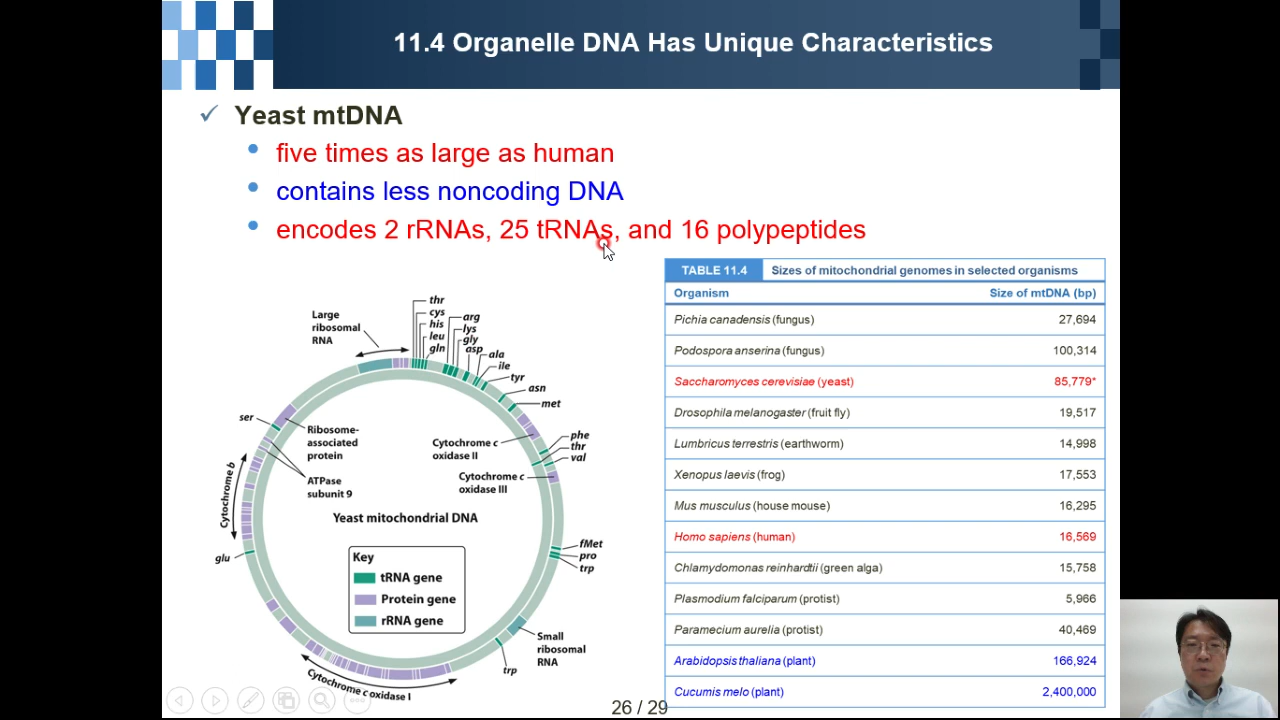 11.4 Organelle DNA Has Unique Characteristics
Yeast mtDNA
five times as large as human
contains less noncoding DNA
encodes 2 rRNAs, 25 tRNAs, and 16 polypeptides
Large
ribosomal
RNA
thr
cys
his
leu
gln
arg
lys
gly
asp
ala
ile
tyr
asn
met
phe
thr
val
Cytochrome c
oxidase II
Cytochrome c
oxidase III
ser
Ribosome-
associated
protein
ATPase
subunit 9
Cytochrome b
Yeast mitochondrial DNA
glu
fMet
pro
trp
Key
tRNA gene
Protein gene
rRNA gene
Small
ribosomal
RNA
trp
Cytochrome c oxidase I
TABLE 11.4 Sizes of mitochondrial genomes in selected organisms
Organism Size of mtDNA (bp)
Pichia canadensis (fungus) 27,694
Podospora anserina (fungus) 100,314
Saccharomyces cerevisiae (yeast) 85,779*
Drosophila melanogaster (fruit fly) 19,517
Lumbricus terrestris (earthworm) 14,998
Xenopus laevis (frog) 17,553
Mus musculus (house mouse) 16,295
Homo sapiens (human) 16,569
Chlamydomonas reinhardtii (green alga) 15,758
Plasmodium falciparum (protist) 5,966
Paramecium aurelia (protist) 40,469
Arabidopsis thaliana (plant) 166,924
Cucumis melo (plant) 2,400,000
26 / 29